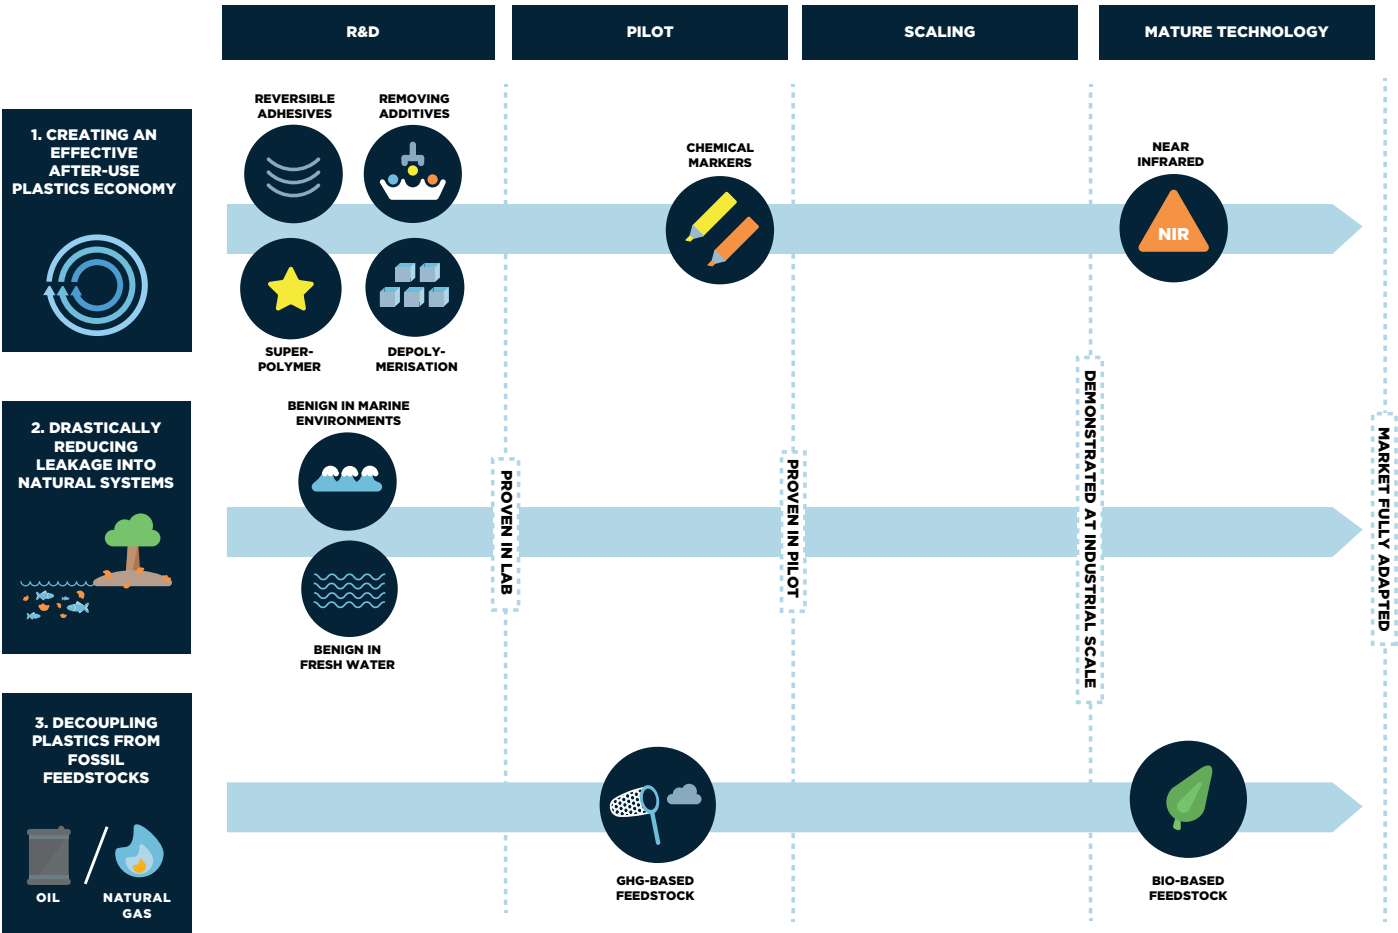 R&D
PILOT
SCALING
MATURE TECHNOLOGY
1. CREATING AN
EFFECTIVE
AFTER-USE
PLASTICS ECONOMY
REVERSIBLE
ADHESIVES
REMOVING
ADDITIVES
SUPER-
POLYMER
DEPOLY-
MERISATION
CHEMICAL
MARKERS
NEAR
INFRARED
NIR
2. DRASTICALLY
REDUCING
LEAKAGE INTO
NATURAL SYSTEMS
BENIGN IN MARINE
ENVIRONMENTS
BENIGN IN
FRESH WATER
PROVEN IN LAB
PROVEN IN PILOT
DEMONSTRATED AT INDUSTRIAL SCALE
MARKET FULLY ADAPTED
3. DECOUPLING
PLASTICS FROM
FOSSIL
FEEDSTOCKS
OIL
NATURAL
GAS
GHG-BASED
FEEDSTOCK
BIO-BASED
FEEDSTOCK